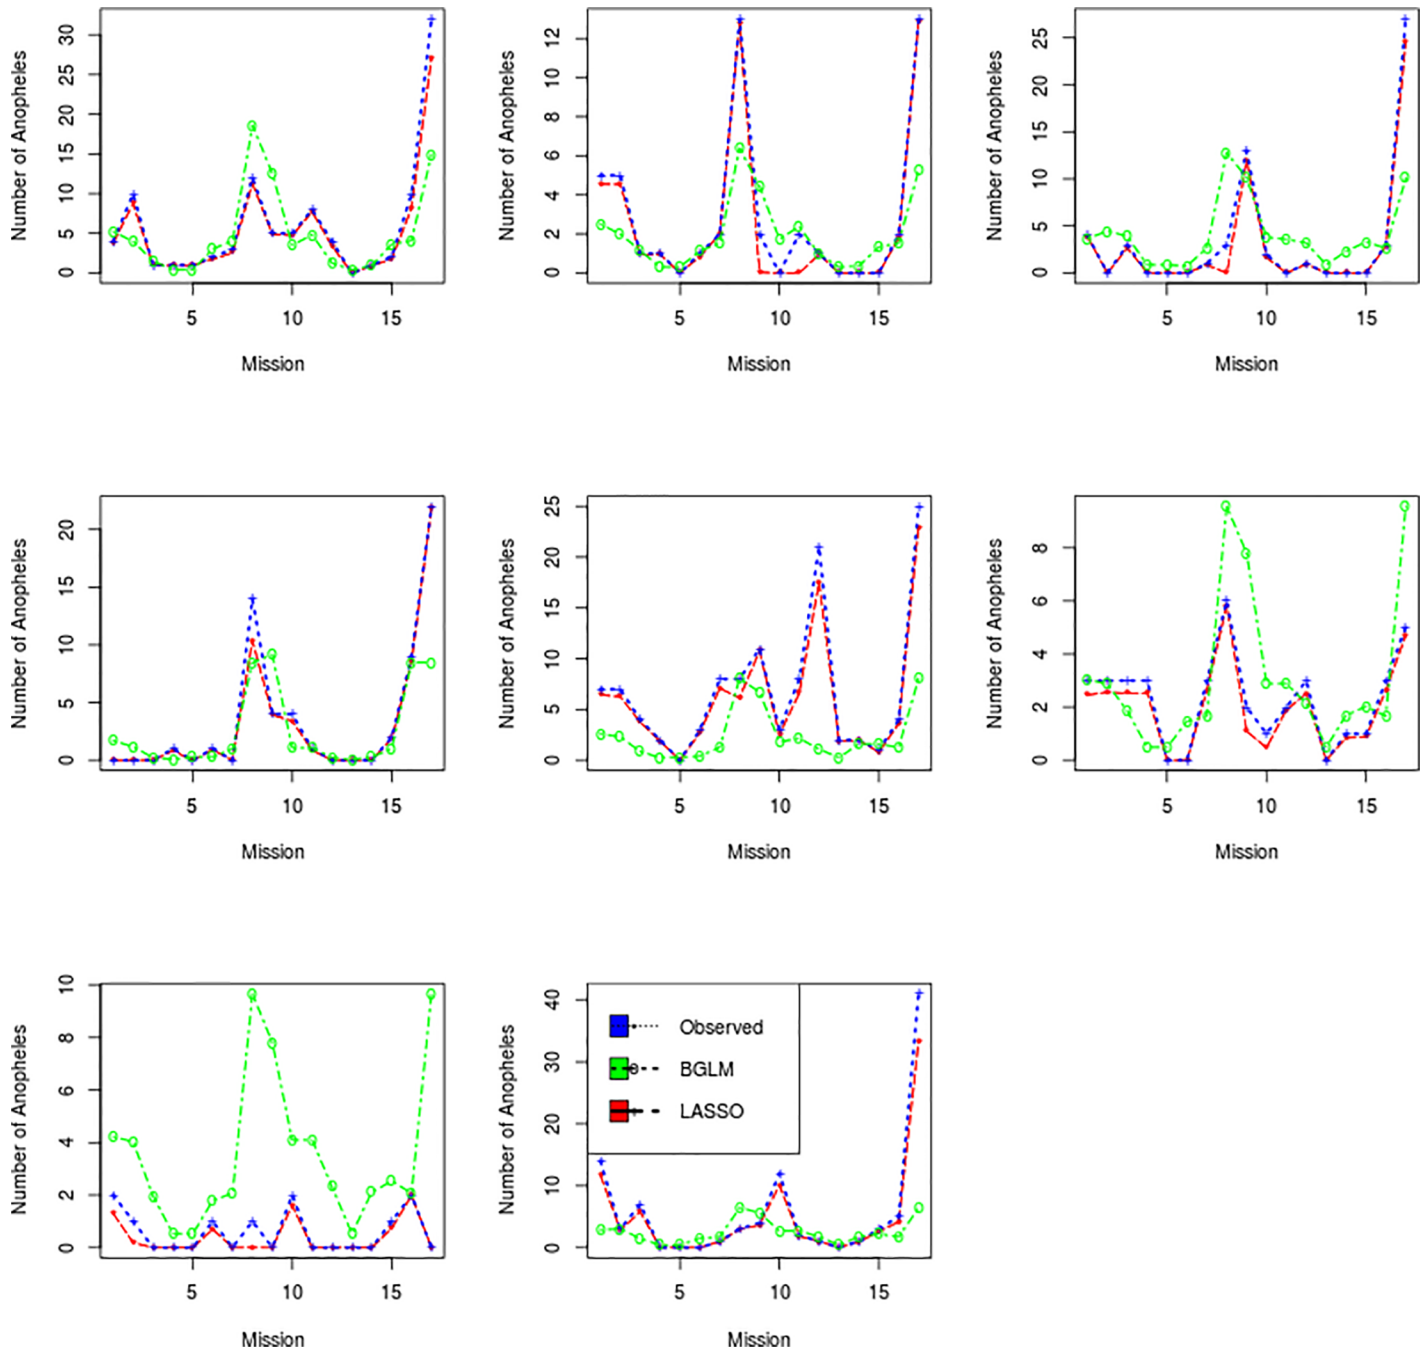 Number of Anopheles
0 5 10 15 20 25 30
5 10 15
Mission
Number of Anopheles
0 2 4 6 8 10 12
5 10 15
Mission
Number of Anopheles
0 5 10 15 20 25
5 10 15
Mission
Number of Anopheles
0 5 10 15 20
5 10 15
Mission
Number of Anopheles
0 5 10 15 20 25
5 10 15
Mission
Number of Anopheles
0 2 4 6 8
5 10 15
Mission
Number of Anopheles
0 2 4 6 8 10
5 10 15
Mission
Number of Anopheles
0 10 20 30 40
Observed
BGLM
LASSO
5 10 15
Mission